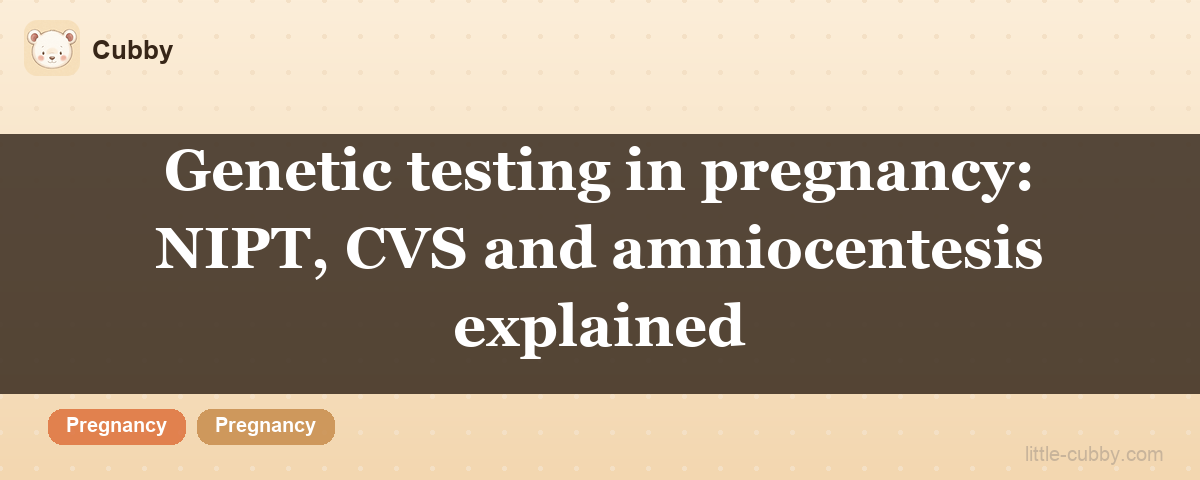 Cubby
Genetic testing in pregnancy:
NIPT, CVS and amniocentesis
explained
Pregnancy
Pregnancy
little-cubby.com